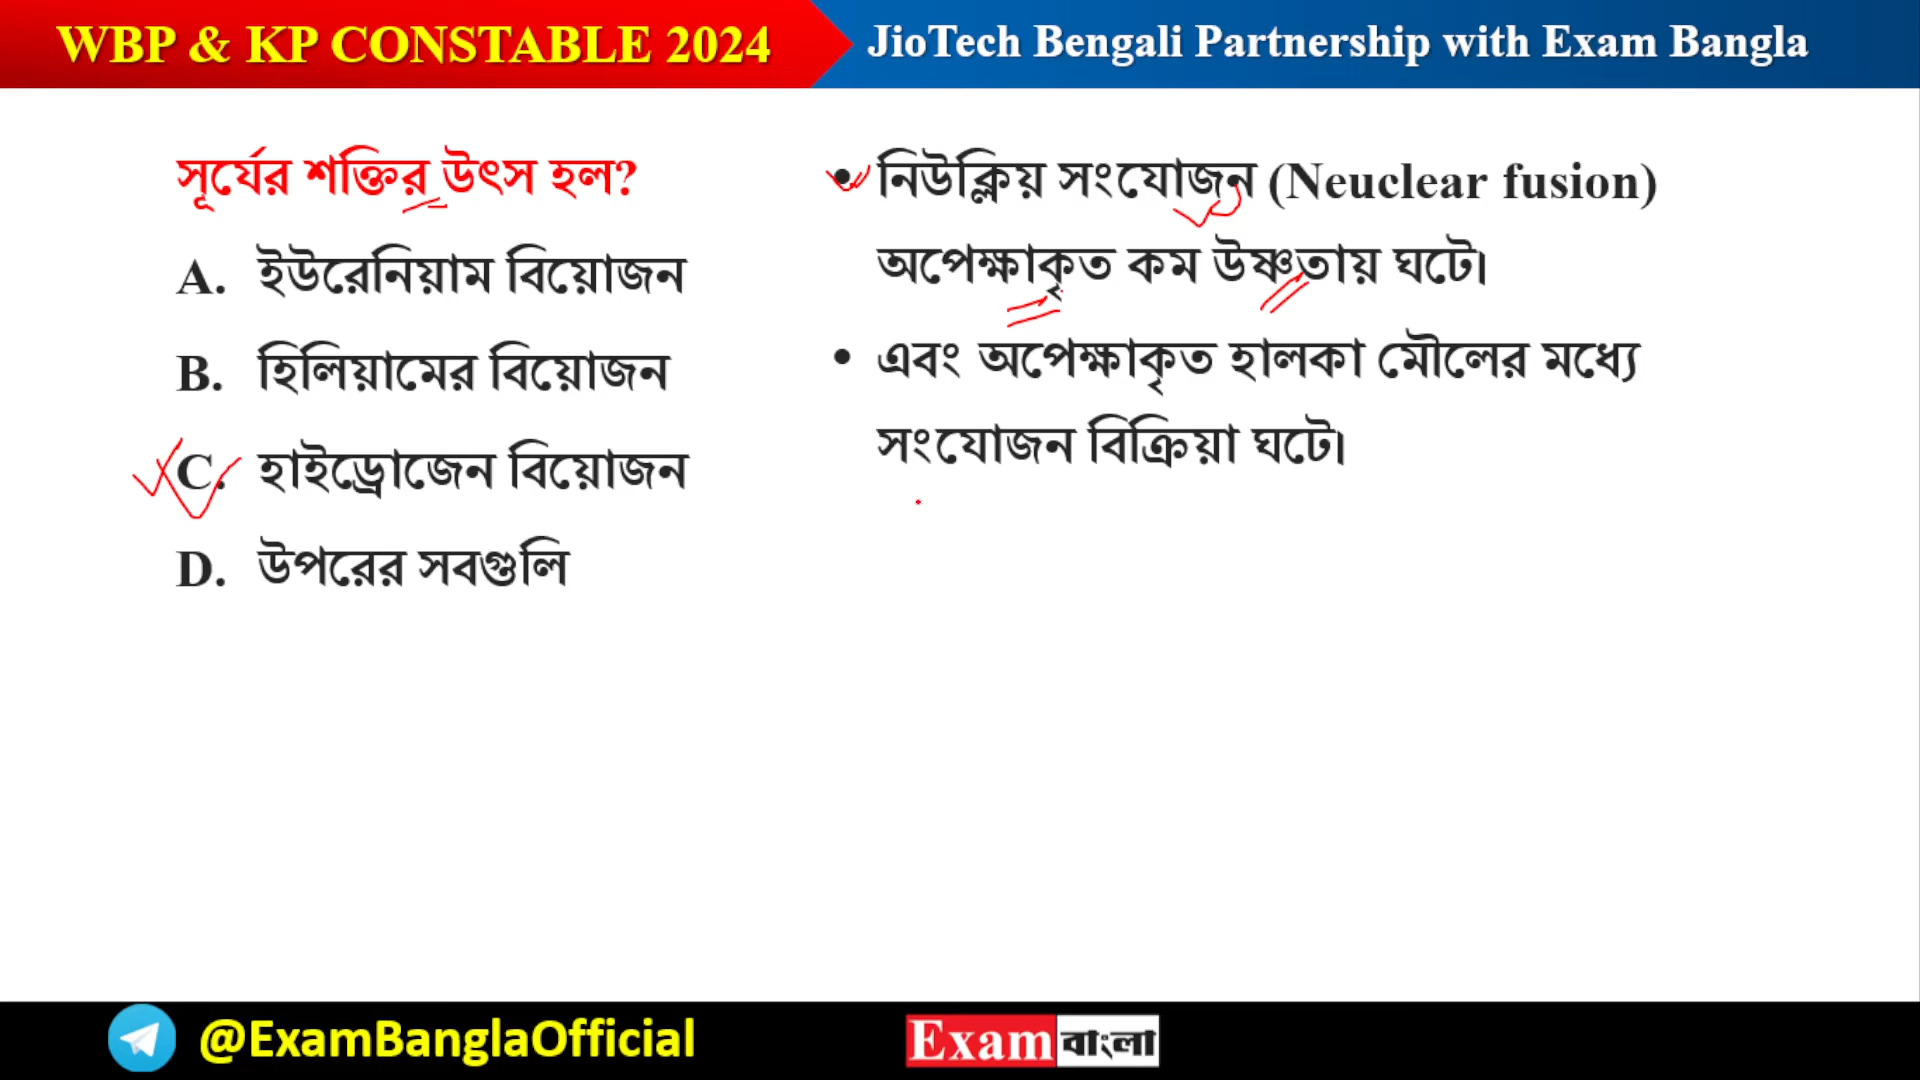 WBP & KP CONSTABLE 2024
JioTech Bengali Partnership with Exam Bangla
সূর্যের শক্তির উৎস হল?
A. ইউরেনিয়াম বিয়োজন
B. হিলিয়ামের বিয়োজন
C. হাইড্রোজেন বিয়োজন
D. উপরের সবগুলি
• নিউক্লিয় সংযোজন (Neuclear fusion)
অপেক্ষাকৃত কম উষ্ণতায় ঘটে।
• এবং অপেক্ষাকৃত হালকা মৌলের মধ্যে
সংযোজন বিক্রিয়া ঘটে।
@ExamBanglaOfficial
Exam বাংলা